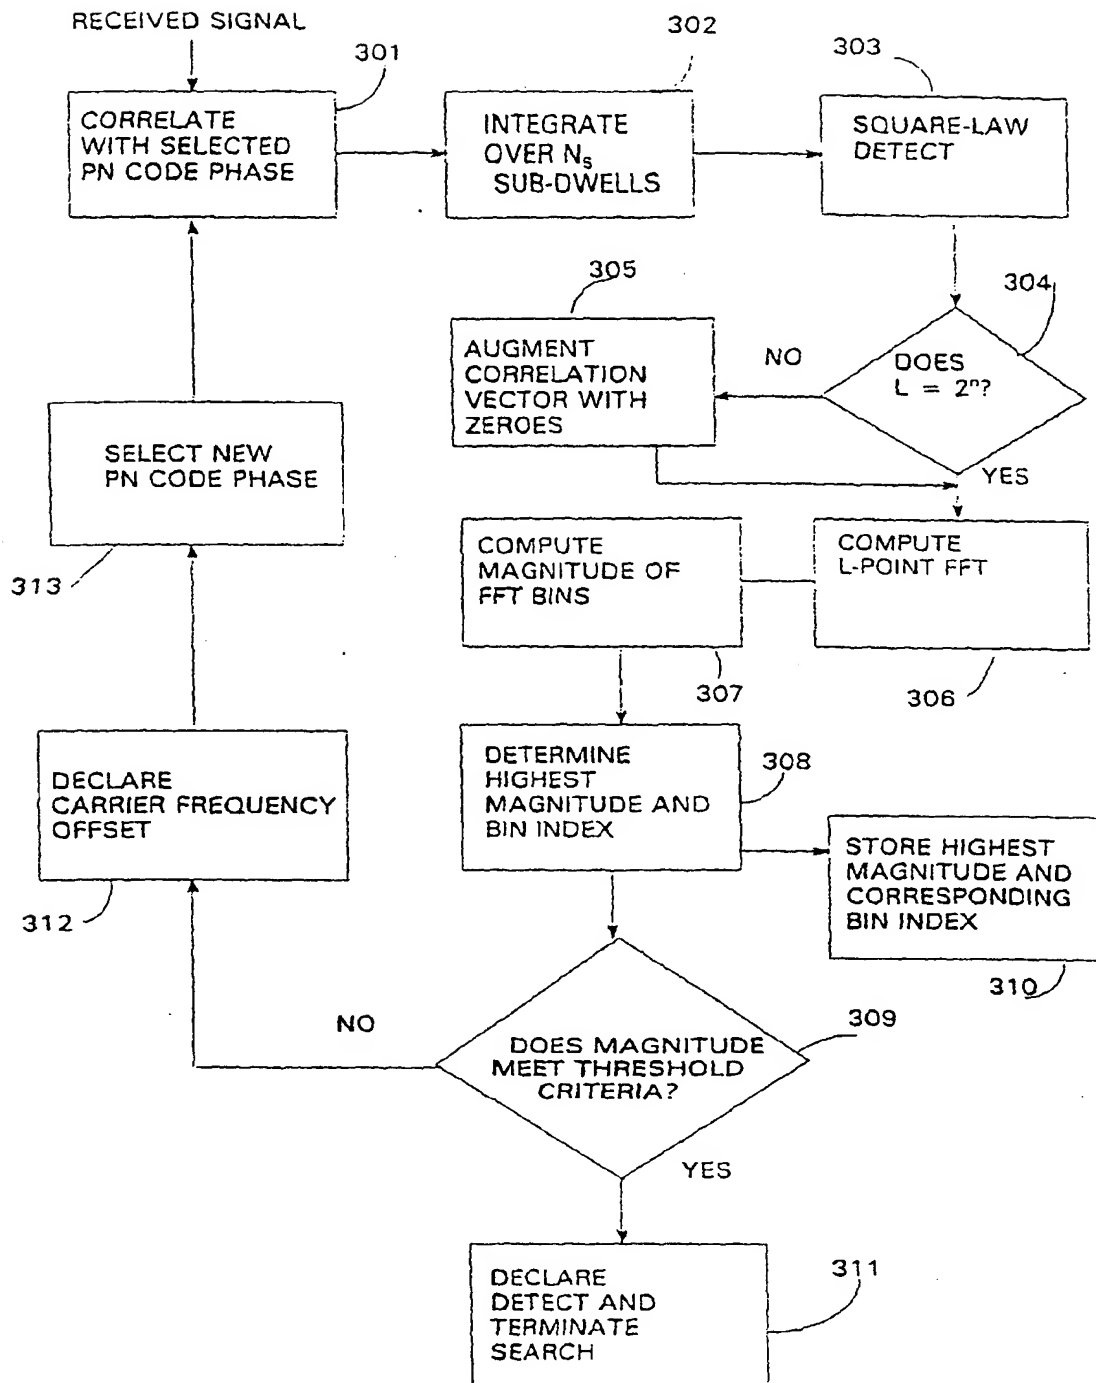 RECEIVED SIGNAL
301
CORRELATE
WITH SELECTED
PN CODE PHASE
302
INTEGRATE
OVER Ns
SUB-DWELLS
303
SQUARE-LAW
DETECT
304
DOES
L = 2ⁿ?
NO
YES
305
AUGMENT
CORRELATION
VECTOR WITH
ZEROES
COMPUTE
L-POINT FFT
306
COMPUTE
MAGNITUDE OF
FFT BINS
307
DETERMINE
HIGHEST
MAGNITUDE AND
BIN INDEX
308
STORE HIGHEST
MAGNITUDE AND
CORRESPONDING
BIN INDEX
310
309
DOES MAGNITUDE
MEET THRESHOLD
CRITERIA?
NO
YES
DECLARE
DETECT AND
TERMINATE
SEARCH
311
DECLARE
CARRIER FREQUENCY
OFFSET
312
SELECT NEW
PN CODE PHASE
313